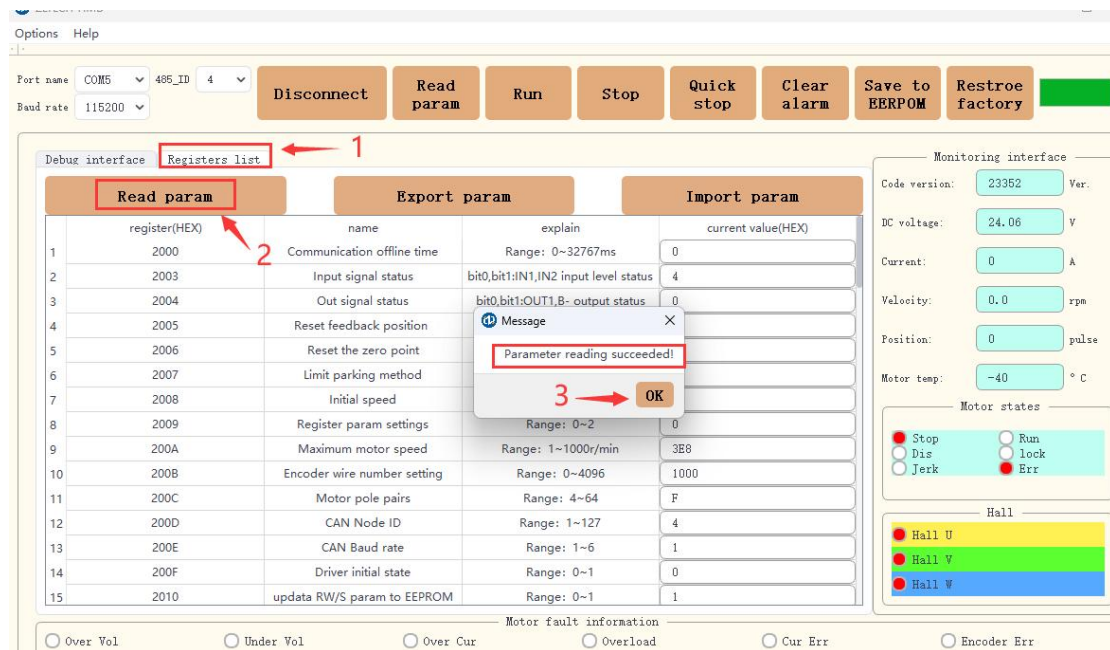 Options Help
Port name COM5 485_ID 4
Baud rate 115200
Disconnect
Read param
Run
Stop
Quick stop
Clear alarm
Save to EERPOM
Restroe factory
1
Debug interface Registers list
Read param Export param Import param
2
register(HEX) name explain current value(HEX)
1 2000 Communication offline time Range: 0~32767ms 0
2 2003 Input signal status bit0,bit1:IN1,IN2 input level status 4
3 2004 Out signal status bit0,bit1:OUT1,B- output status 0
4 2005 Reset feedback position
5 2006 Reset the zero point
6 2007 Limit parking method
7 2008 Initial speed
8 2009 Register param settings Range: 0~2 0
9 200A Maximum motor speed Range: 1~1000r/min 3E8
10 200B Encoder wire number setting Range: 0~4096 1000
11 200C Motor pole pairs Range: 4~64 F
12 200D CAN Node ID Range: 1~127 4
13 200E CAN Baud rate Range: 1~6 1
14 200F Driver initial state Range: 0~1 0
15 2010 updata RW/S param to EEPROM Range: 0~1 1
Message
Parameter reading succeeded!
3 OK
Monitoring interface
Code version: 23352 Ver.
DC voltage: 24.06 V
Current: 0 A
Velocity: 0.0 rpm
Position: 0 pulse
Motor temp: -40 ° C
Motor states
Stop Run
Dis lock
Jerk Err
Hall
Hall U
Hall V
Hall W
Motor fault information
Over Vol Under Vol Over Cur Overload Cur Err Encoder Err